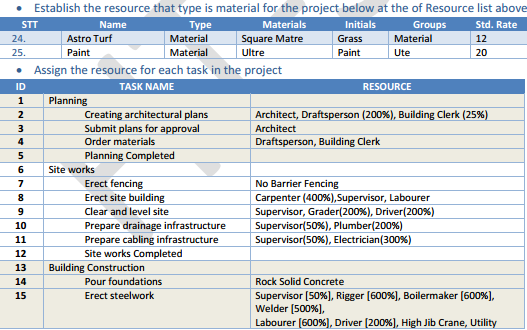 • Establish the resource that type is material for the project below at the of Resource list above
STT Name Type Materials Initials Groups Std. Rate
24. Astro Turf Material Square Matre Grass Material 12
25. Paint Material Ultre Paint Ute 20
• Assign the resource for each task in the project
ID TASK NAME RESOURCE
1 Planning
2 Creating architectural plans Architect, Draftsperson (200%), Building Clerk (25%)
3 Submit plans for approval Architect
4 Order materials Draftsperson, Building Clerk
5 Planning Completed
6 Site works
7 Erect fencing No Barrier Fencing
8 Erect site building Carpenter (400%),Supervisor, Labourer
9 Clear and level site Supervisor, Grader(200%), Driver(200%)
10 Prepare drainage infrastructure Supervisor(50%), Plumber(200%)
11 Prepare cabling infrastructure Supervisor(50%), Electrician(300%)
12 Site works Completed
13 Building Construction
14 Pour foundations Rock Solid Concrete
15 Erect steelwork Supervisor [50%], Rigger [600%], Boilermaker [600%],
Welder [500%],
Labourer [600%], Driver [200%], High Jib Crane, Utility